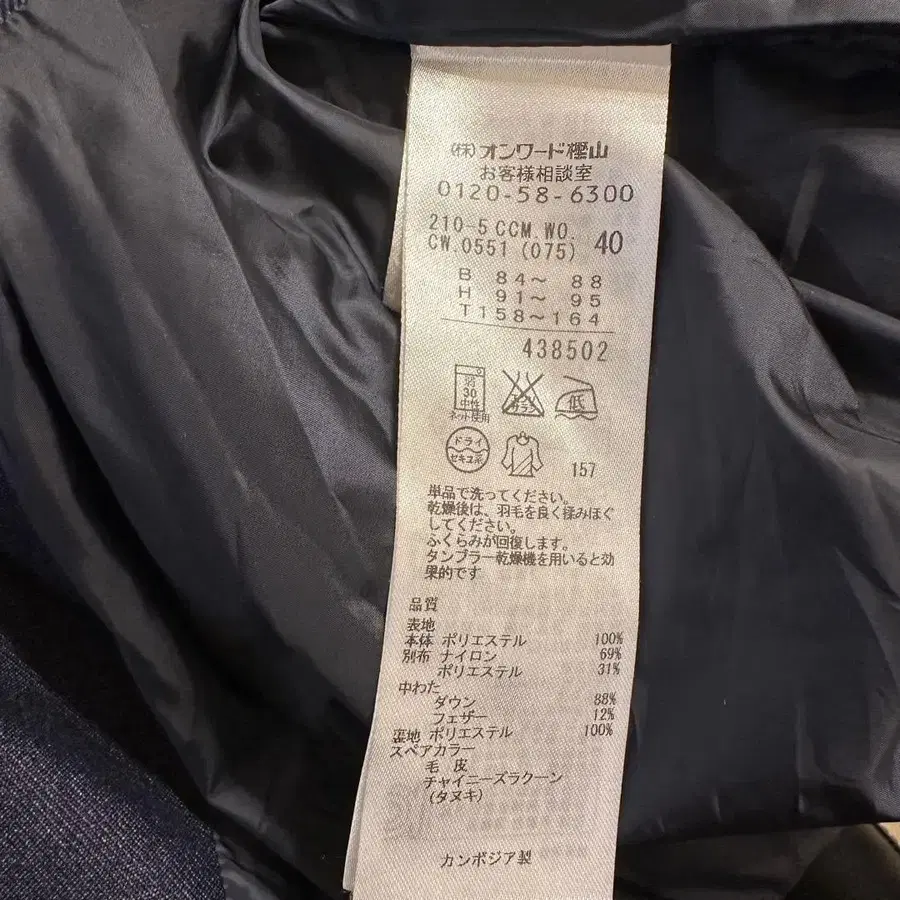 (株)オンワード樫山
お客様相談室
0120-58-6300
210-5 CCM.WO.
CW.0551 (075) 40
B 84〜 88
H 91〜 95
T158〜164
438502
弱
30
中性
ネット使用
エンソ
サラシ
低
ドライ
セキユ系
157
単品で洗ってください。
乾燥後は、羽毛を良く揉みほぐ
してください。
ふくらみが回復します。
タンブラー乾燥機を用いると効
果的です
品質
表地
本体 ポリエステル 100%
別布 ナイロン 69%
ポリエステル 31%
中わた
ダウン 88%
フェザー 12%
裏地 ポリエステル 100%
スペアカラー
毛 皮
チャイニーズラクーン
(タヌキ)
カンボジア製